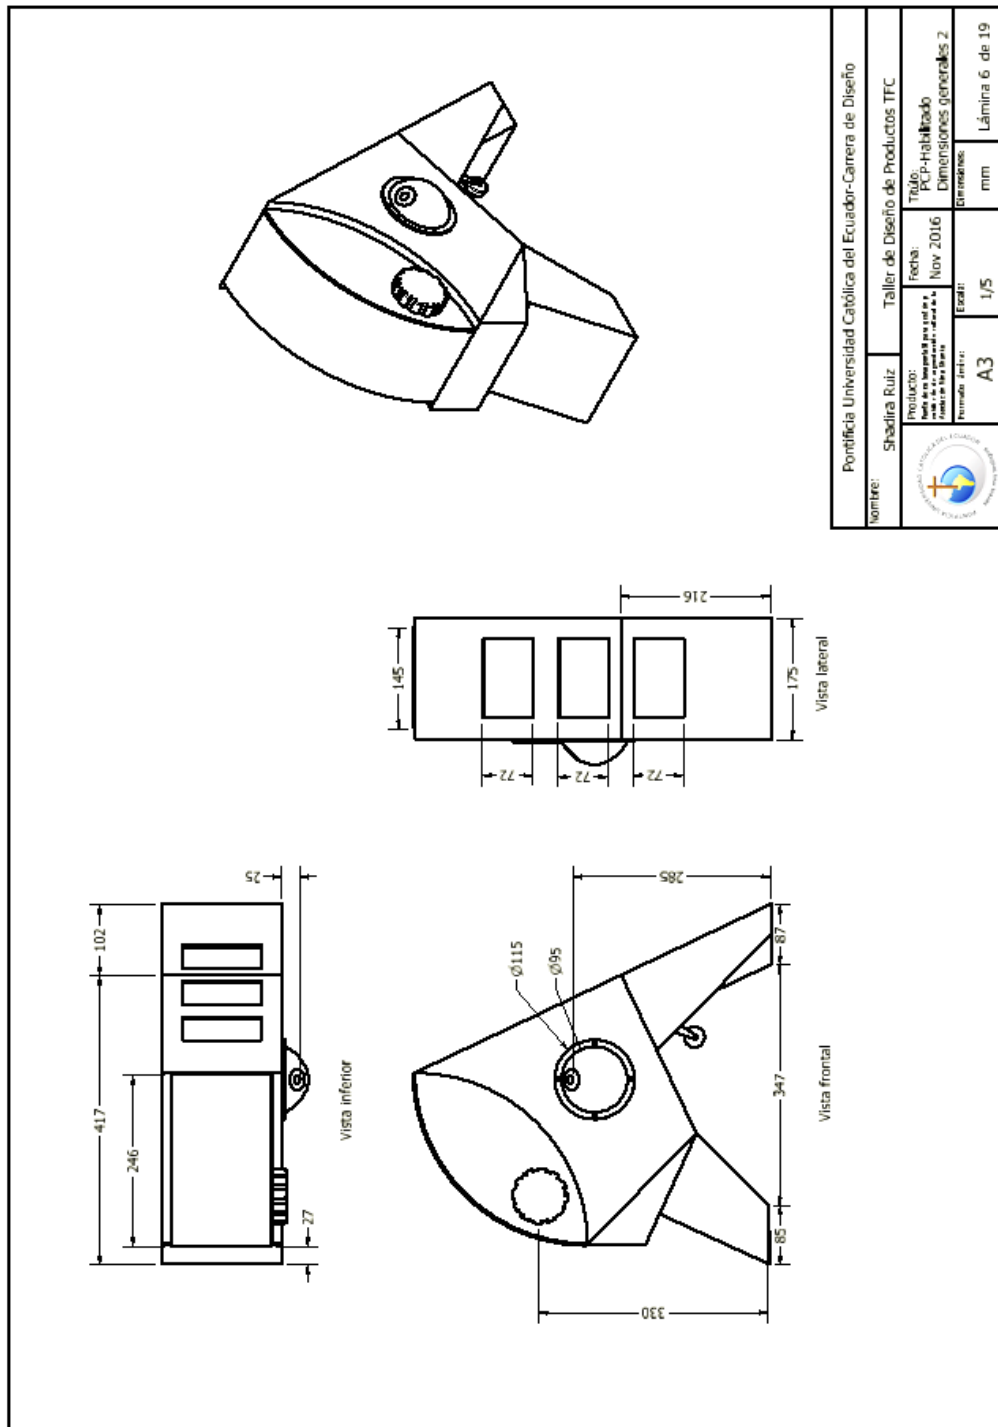 Pontificia Universidad Católica del Ecuador-Carrera de Diseño
Nombre:
Shadira Ruiz
Taller de Diseño de Productos TFC
Producto:
Fecha:
Nov 2016
Título:
PCP-Habilitado
Dimensiones generales 2
Formato lámina:
A3
Escala:
1/5
Dimensiones:
mm
Lámina 6 de 19
145
216
175
72
72
72
Vista lateral
25
102
417
246
27
Vista inferior
Ø115
Ø95
285
87
347
85
330
Vista frontal